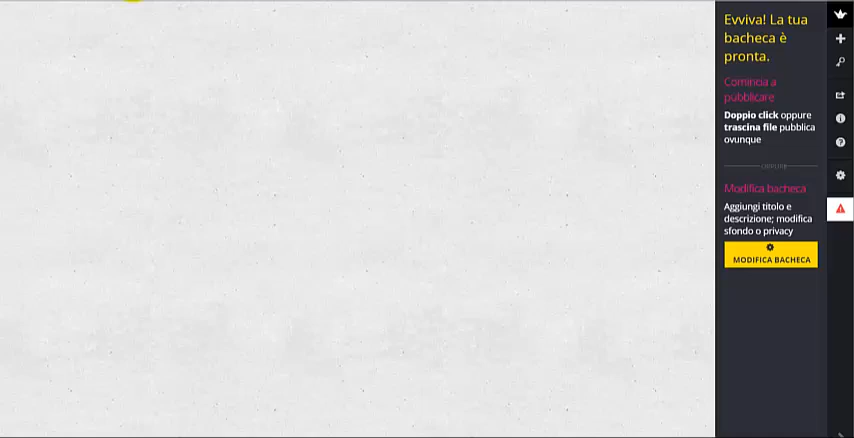 Evviva! La tua
bacheca è
pronta.
Comincia a
pubblicare
Doppio click oppure
trascina file pubblica
ovunque
Modifica bacheca
Aggiungi titolo e
descrizione; modifica
sfondo o privacy
MODIFICA BACHECA